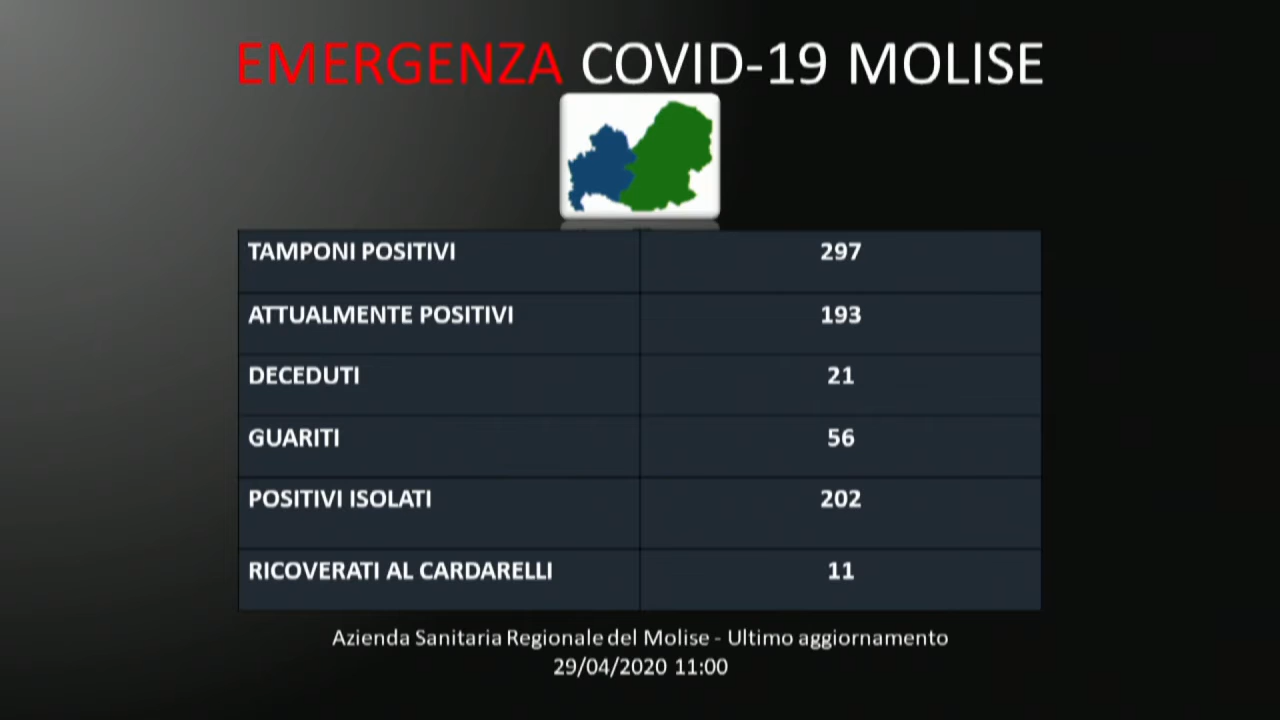 EMERGENZA COVID-19 MOLISE
TAMPONI POSITIVI 297
ATTUALMENTE POSITIVI 193
DECEDUTI 21
GUARITI 56
POSITIVI ISOLATI 202
RICOVERATI AL CARDARELLI 11
Azienda Sanitaria Regionale del Molise - Ultimo aggiornamento
29/04/2020 11:00